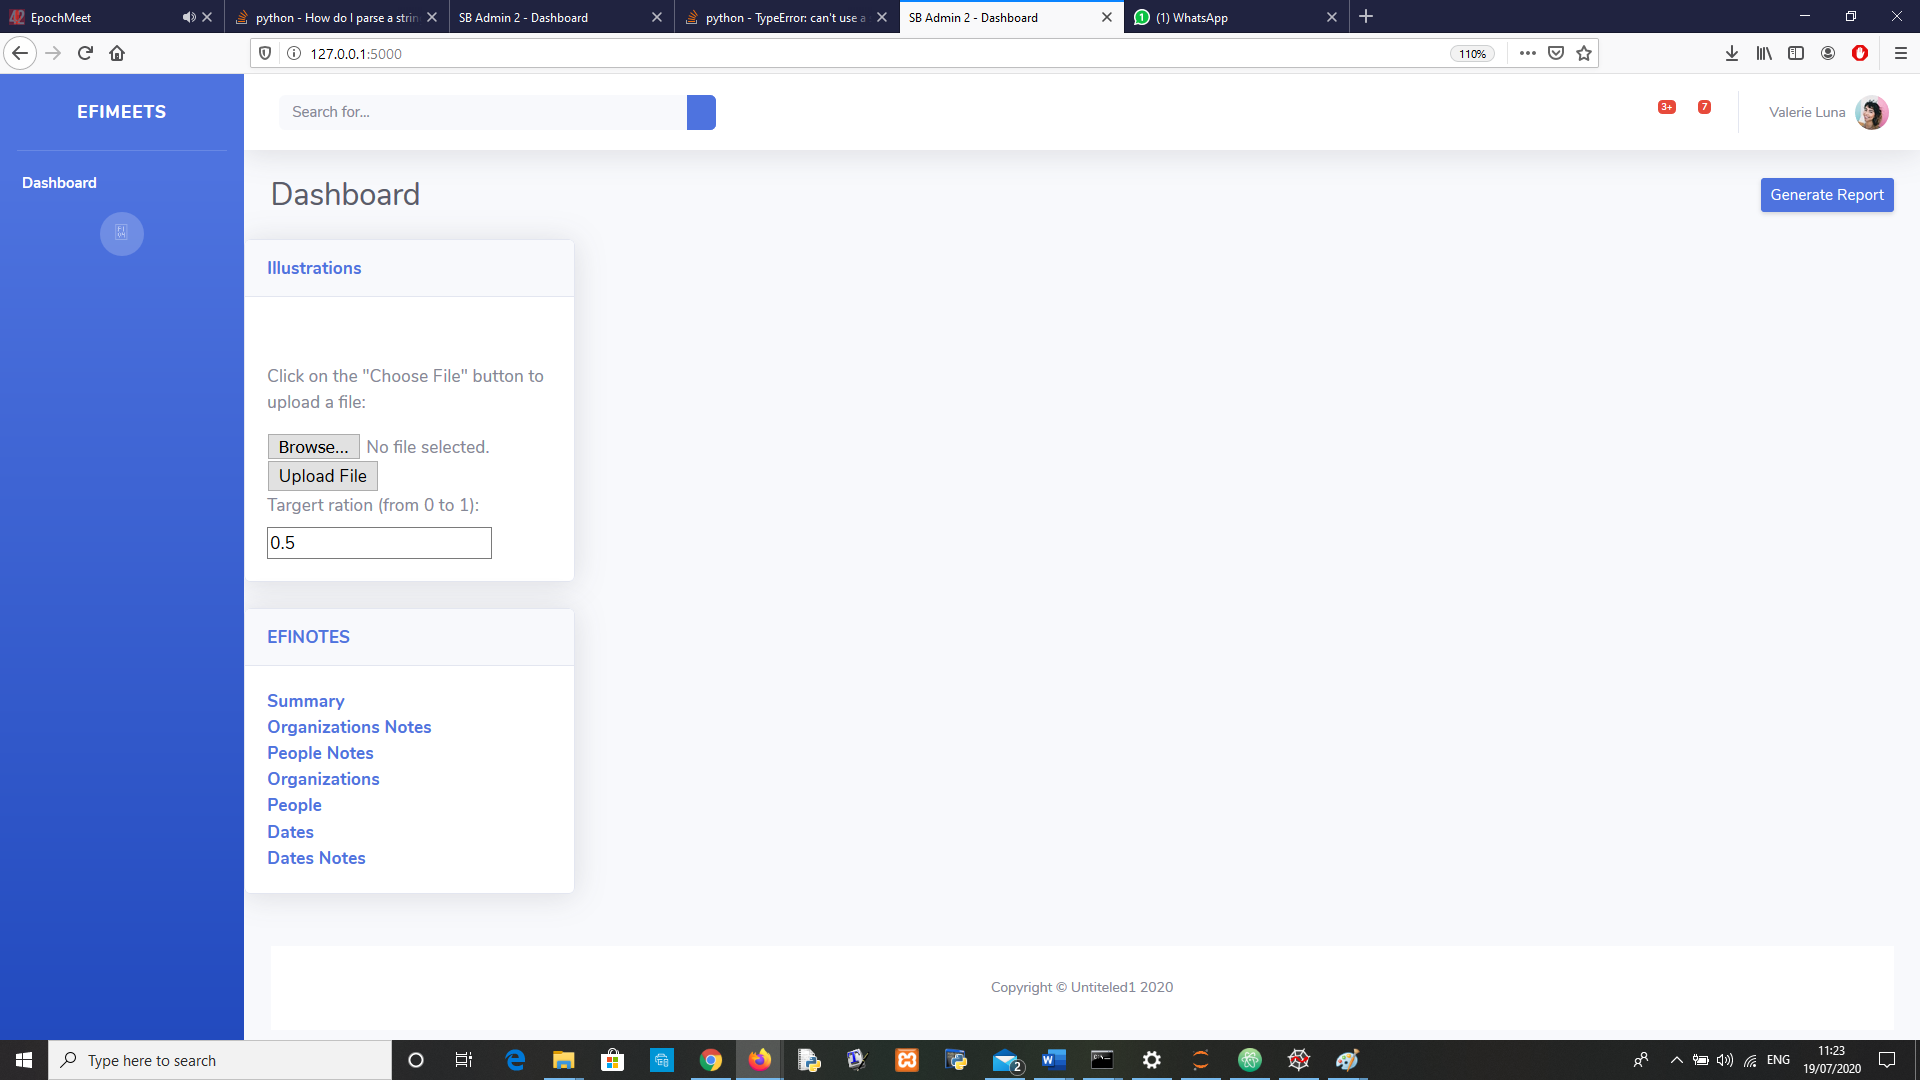 EpochMeet
python - How do I parse a strin
SB Admin 2 - Dashboard
python - TypeError: can't use a
SB Admin 2 - Dashboard
(1) WhatsApp
127.0.0.1:5000
110%
EFIMEETS
Search for...
3+
7
Valerie Luna
Dashboard
Dashboard
Generate Report
Illustrations
Click on the "Choose File" button to
upload a file:
Browse... No file selected.
Upload File
Targert ration (from 0 to 1):
0.5
EFINOTES
Summary
Organizations Notes
People Notes
Organizations
People
Dates
Dates Notes
Copyright © Untiteled1 2020
Type here to search
2
ENG
11:23
19/07/2020